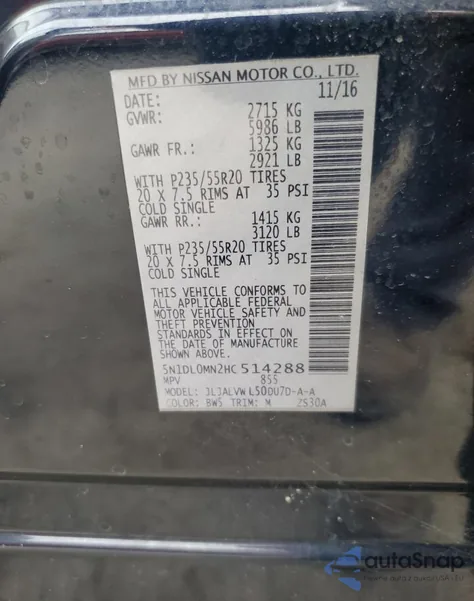 MFD BY NISSAN MOTOR CO., LTD.
DATE: 11/16
GVWR: 2715 KG
5986 LB
GAWR FR.: 1325 KG
2921 LB
WITH P235/55R20 TIRES
20 X 7.5 RIMS AT 35 PSI
COLD SINGLE
GAWR RR.: 1415 KG
3120 LB
WITH P235/55R20 TIRES
20 X 7.5 RIMS AT 35 PSI
COLD SINGLE
THIS VEHICLE CONFORMS TO
ALL APPLICABLE FEDERAL
MOTOR VEHICLE SAFETY AND
THEFT PREVENTION
STANDARDS IN EFFECT ON
THE DATE OF MANUFACTURE
SHOWN ABOVE.
5N1DL0MN2HC514288
MPV 855
MODEL: JLJALVWL50OU7D-A-A
COLOR: BW5 TRIM: M 2530A
autoSnap